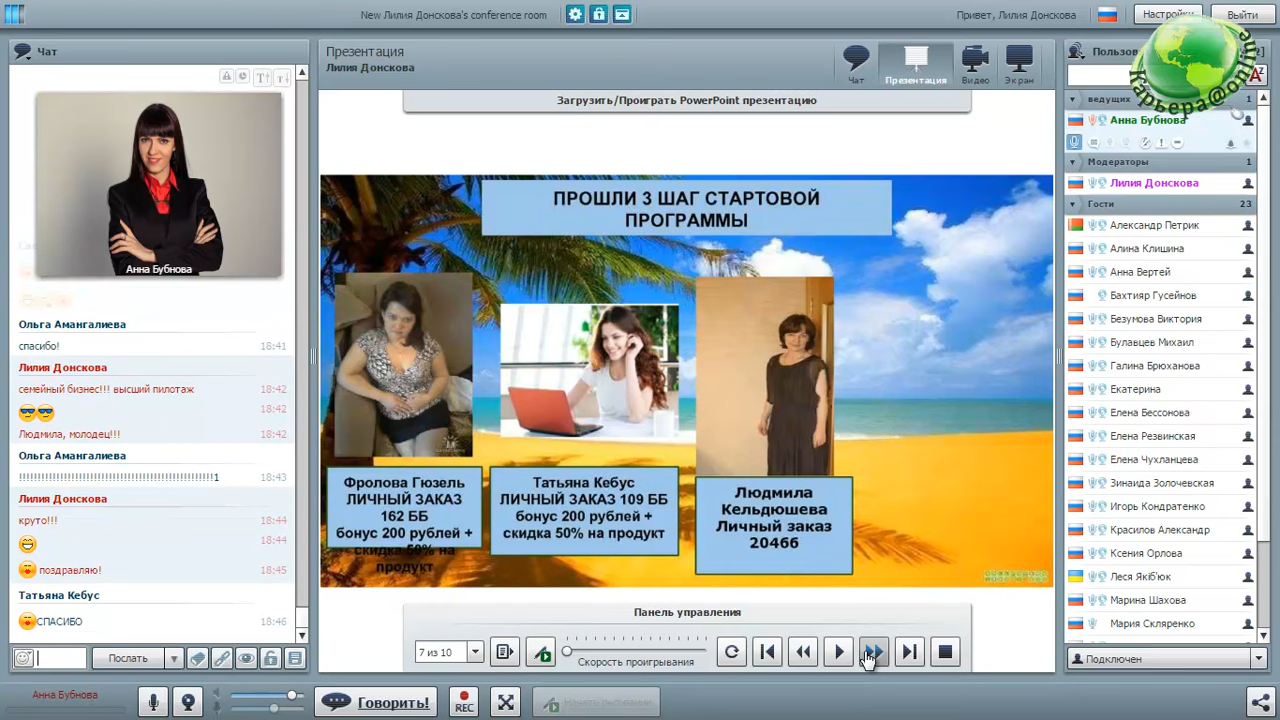 New Лилия Донскова's conference room
Привет, Лилия Донскова
Настройки
Выйти
Чат
Анна Бубнова
Ольга Амангалиева
спасибо! 18:41
Лилия Донскова
семейный бизнес!!! высший пилотаж 18:42
18:42
Людмила, молодец!!! 18:42
Ольга Амангалиева
18:43
Лилия Донскова
круто!!! 18:44
18:44
поздравляю! 18:45
Татьяна Кебус
СПАСИБО 18:46
Послать
Презентация
Лилия Донскова
Чат
Презентация
Видео
Экран
Загрузить/Проиграть PowerPoint презентацию
ПРОШЛИ 3 ШАГ СТАРТОВОЙ
ПРОГРАММЫ
Фролова Гюзель
ЛИЧНЫЙ ЗАКАЗ
162 ББ
бонус 200 рублей +
скидка 50% на
продукт
Татьяна Кебус
ЛИЧНЫЙ ЗАКАЗ 109 ББ
бонус 200 рублей +
скидка 50% на продукт
Людмила
Кельдюшева
Личный заказ
204бб
Панель управления
7 из 10
Скорость проигрывания
Карьера@online
ведущих 1
Анна Бубнова
Модераторы 1
Лилия Донскова
Гости 23
Александр Петрик
Алина Клишина
Анна Вертей
Бахтияр Гусейнов
Безумова Виктория
Булавцев Михаил
Галина Брюханова
Екатерина
Елена Бессонова
Елена Резвинская
Елена Чухланцева
Зинаида Золочевская
Игорь Кондратенко
Красилов Александр
Ксения Орлова
Леся Якіб'юк
Марина Шахова
Мария Скляренко
Подключен
Анна Бубнова
Говорить!
REC